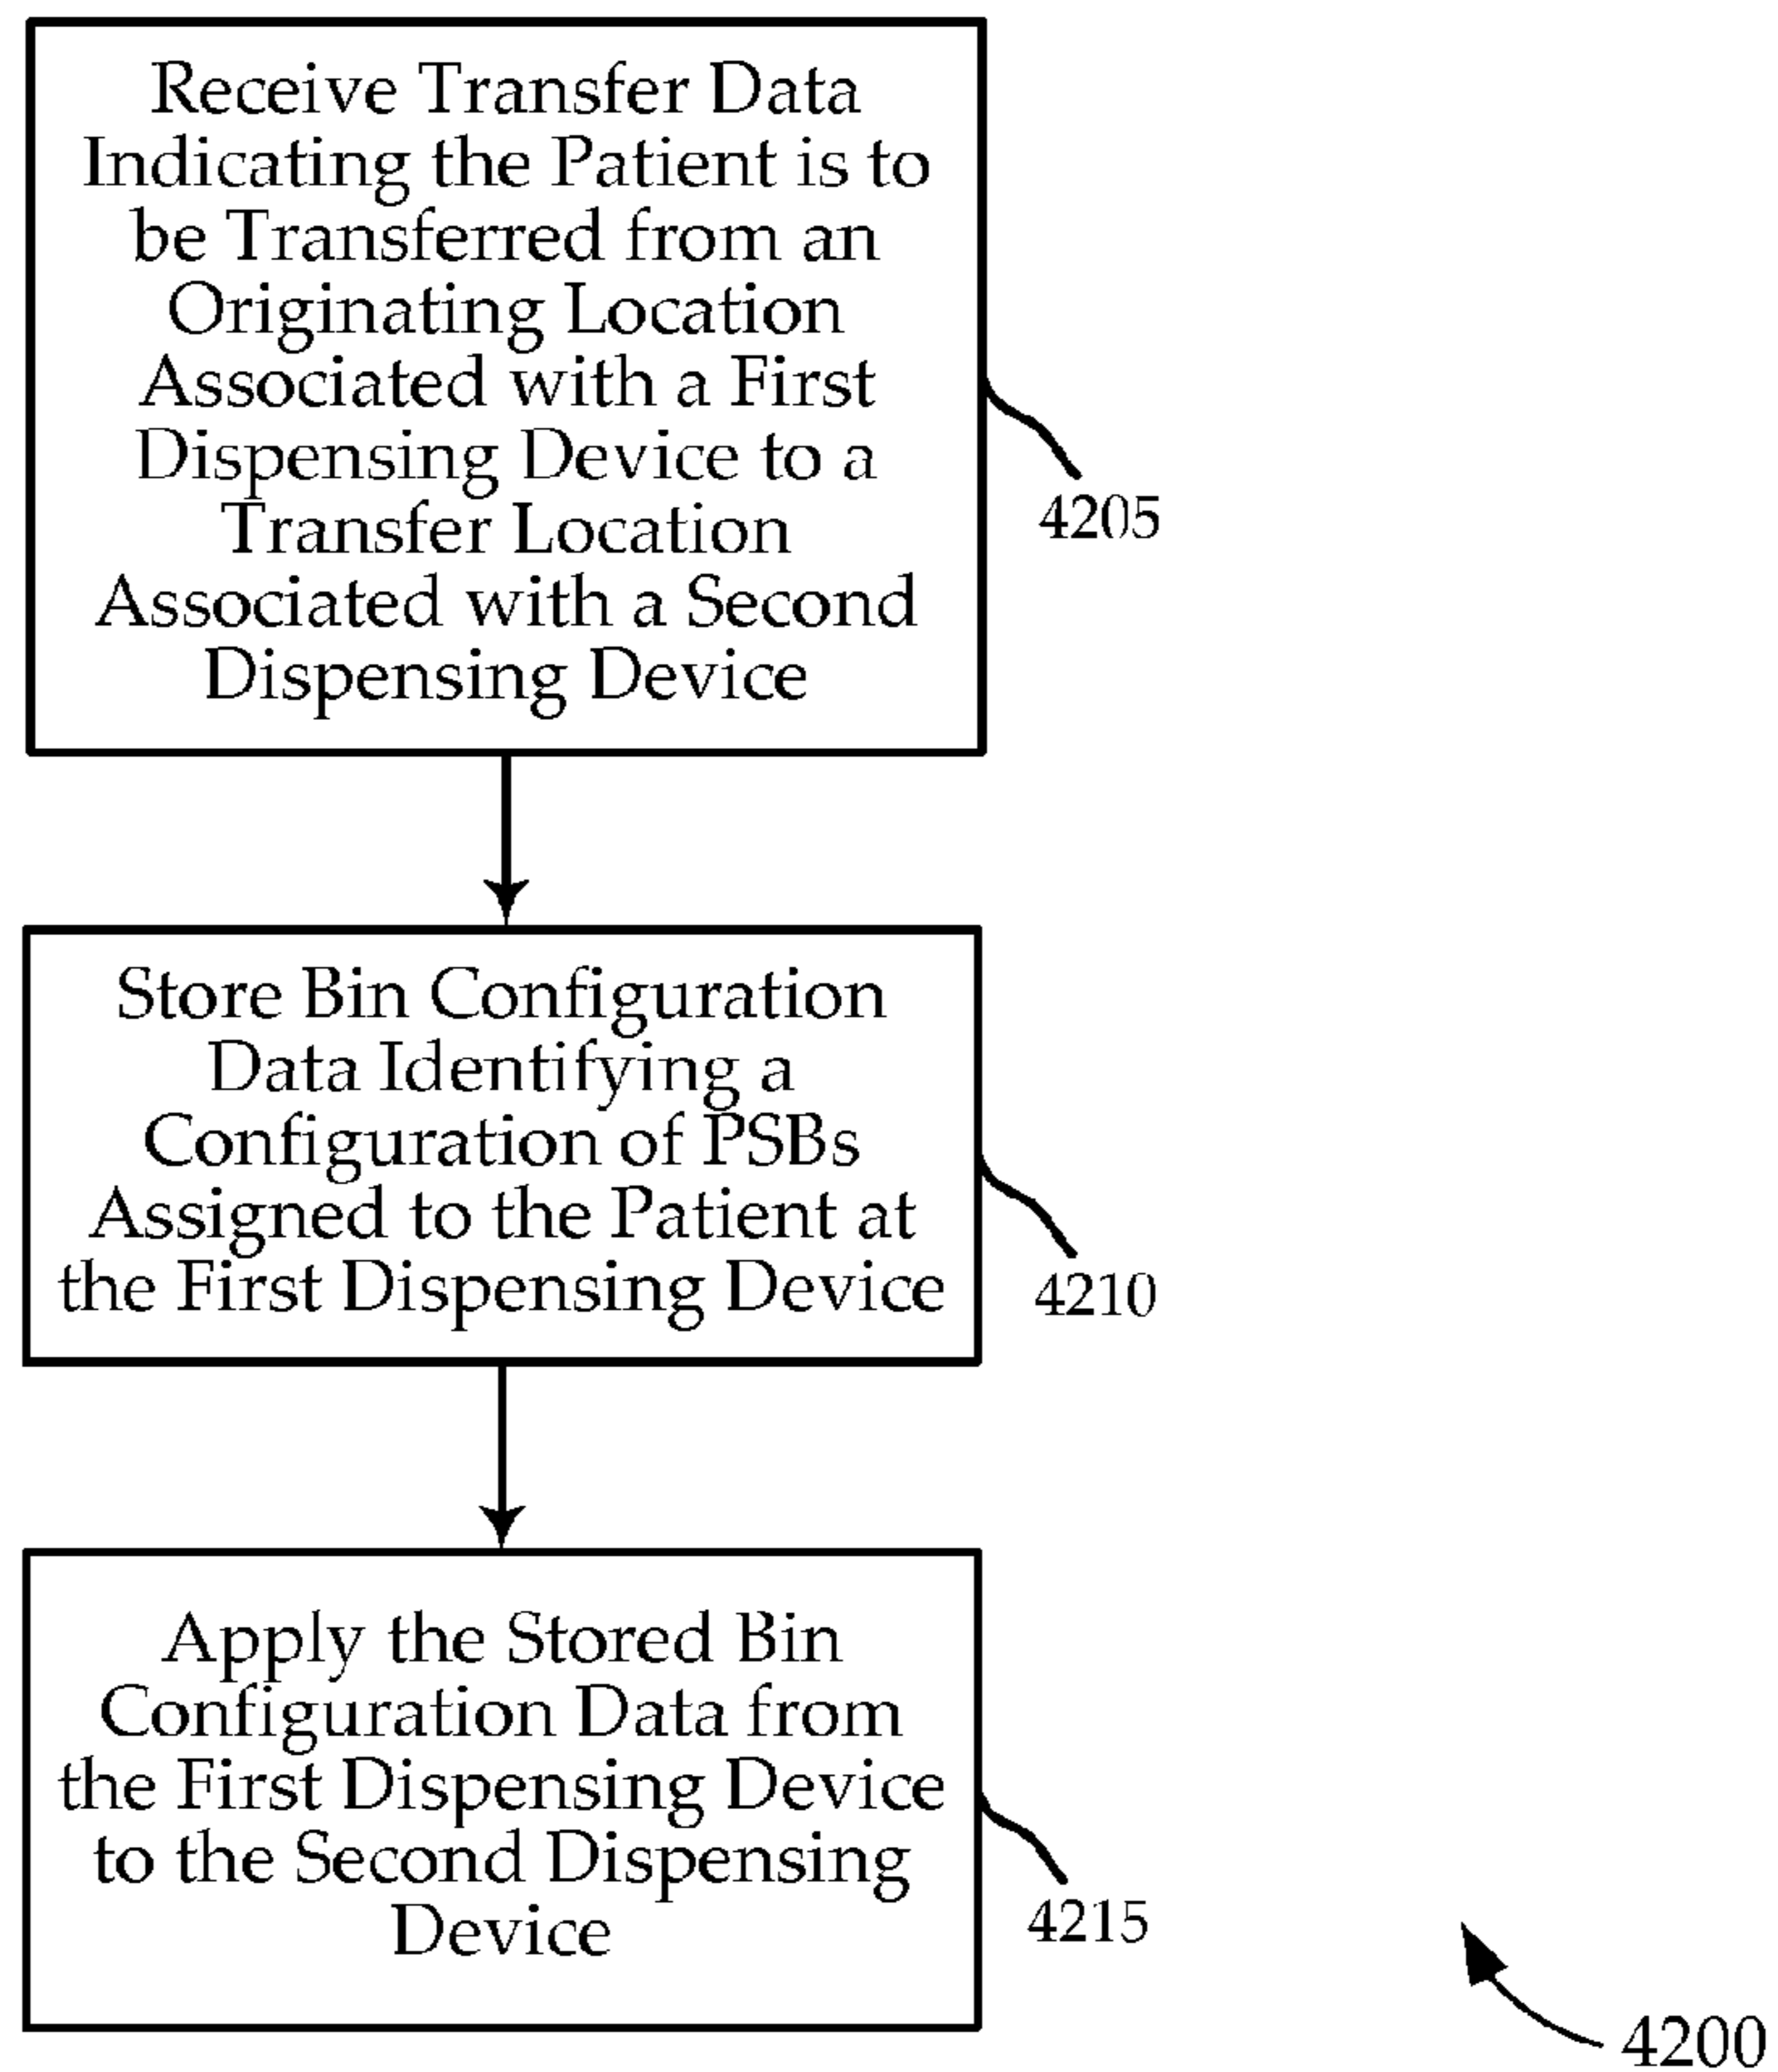 Receive Transfer Data
Indicating the Patient is to
be Transferred from an
Originating Location
Associated with a First
Dispensing Device to a
Transfer Location
Associated with a Second
Dispensing Device
4205
Store Bin Configuration
Data Identifying a
Configuration of PSBs
Assigned to the Patient at
the First Dispensing Device
4210
Apply the Stored Bin
Configuration Data from
the First Dispensing Device
to the Second Dispensing
Device
4215
4200